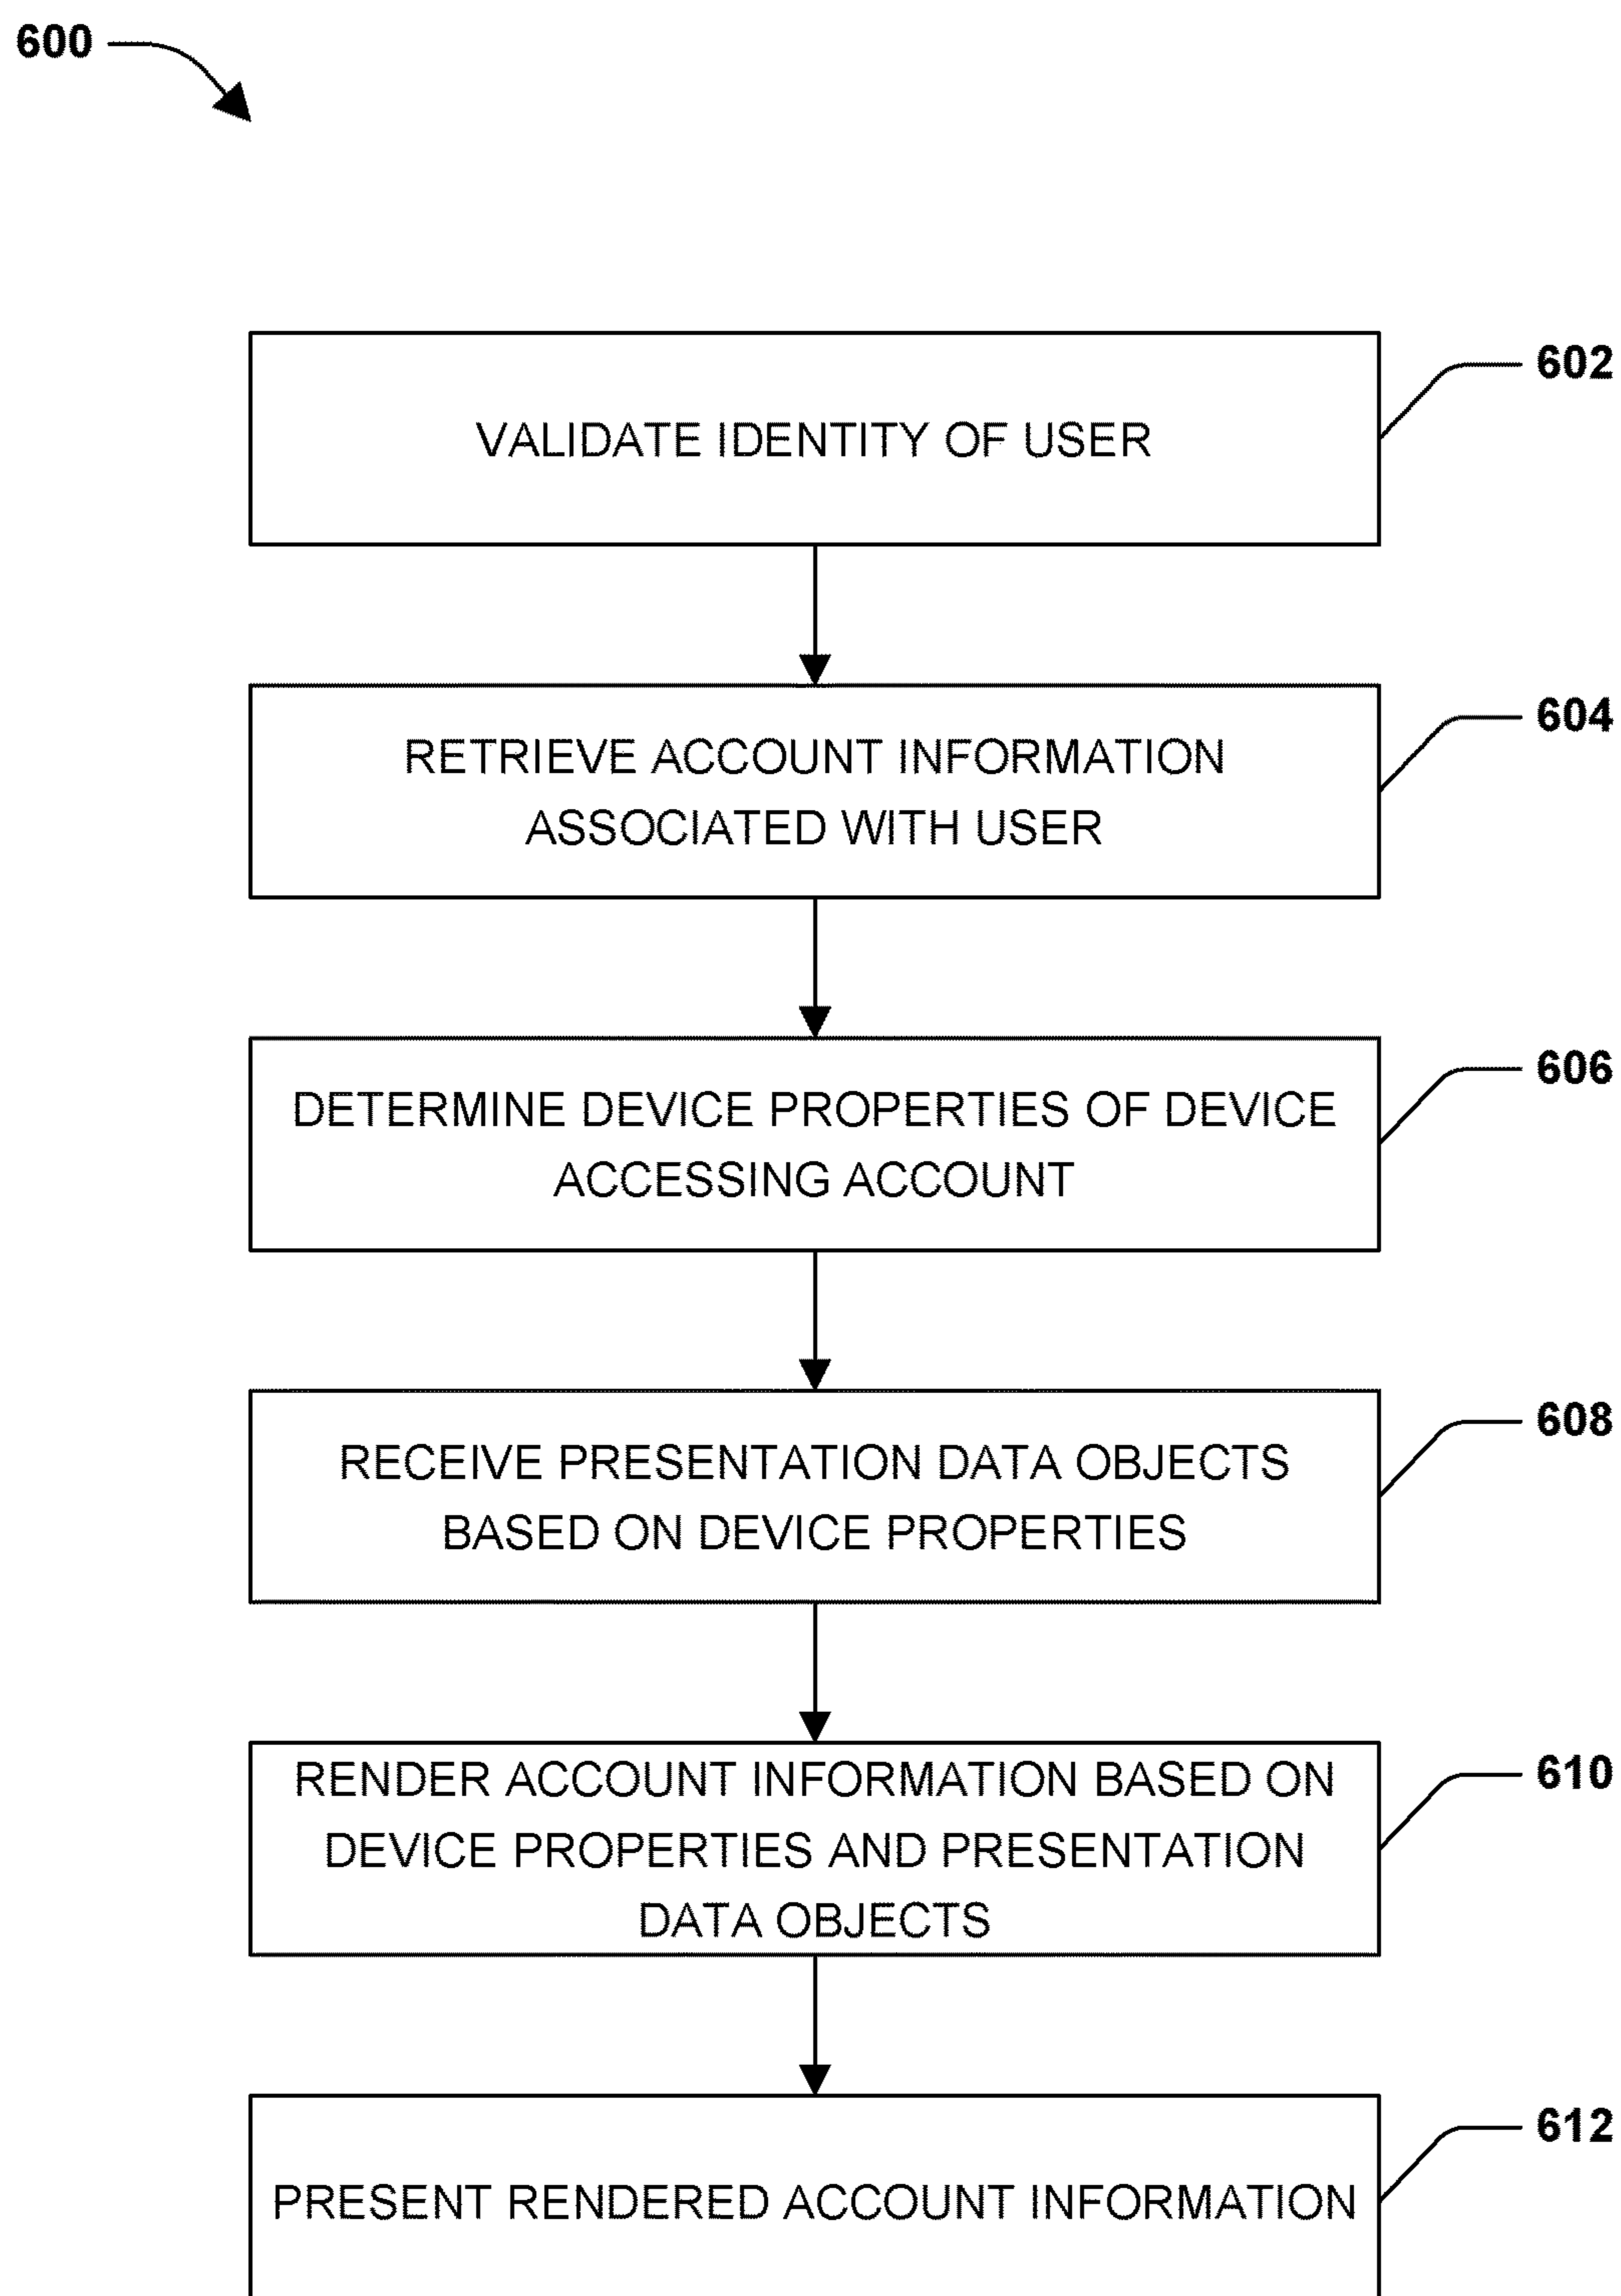 600
602
VALIDATE IDENTITY OF USER
604
RETRIEVE ACCOUNT INFORMATION
ASSOCIATED WITH USER
606
DETERMINE DEVICE PROPERTIES OF DEVICE
ACCESSING ACCOUNT
608
RECEIVE PRESENTATION DATA OBJECTS
BASED ON DEVICE PROPERTIES
610
RENDER ACCOUNT INFORMATION BASED ON
DEVICE PROPERTIES AND PRESENTATION
DATA OBJECTS
612
PRESENT RENDERED ACCOUNT INFORMATION